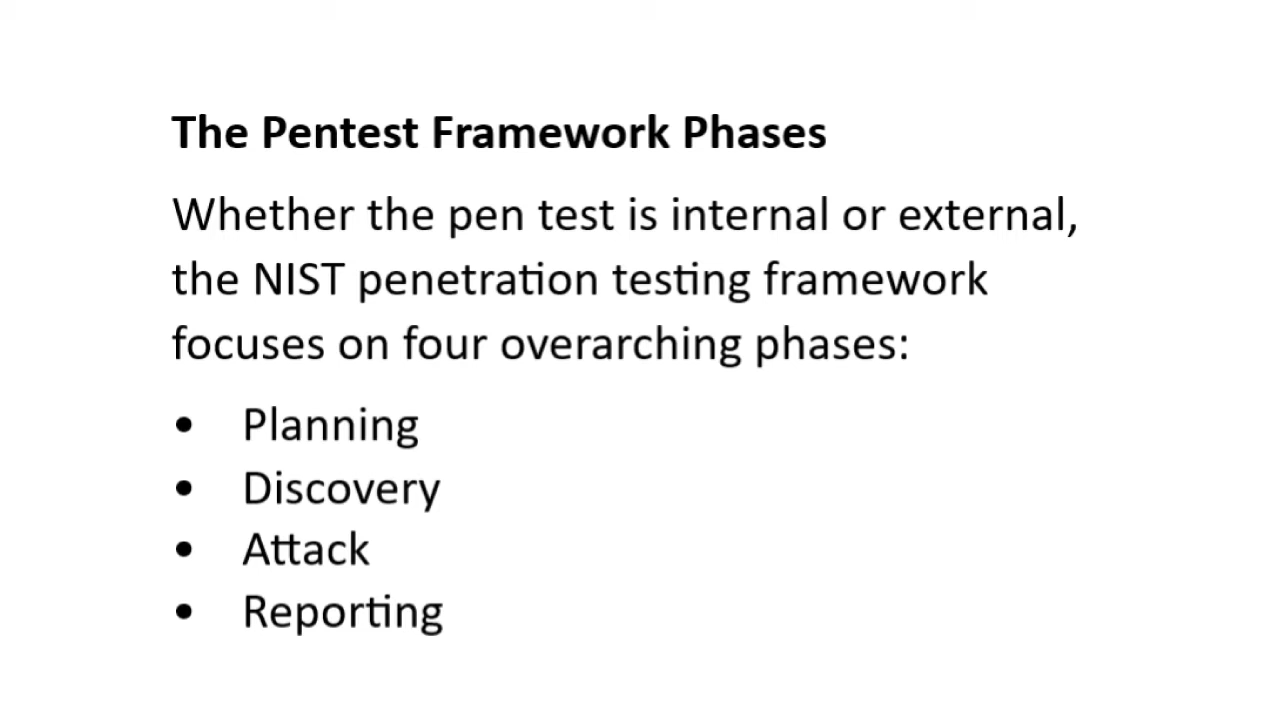 The Pentest Framework Phases
Whether the pen test is internal or external,
the NIST penetration testing framework
focuses on four overarching phases:
• Planning
• Discovery
• Attack
• Reporting